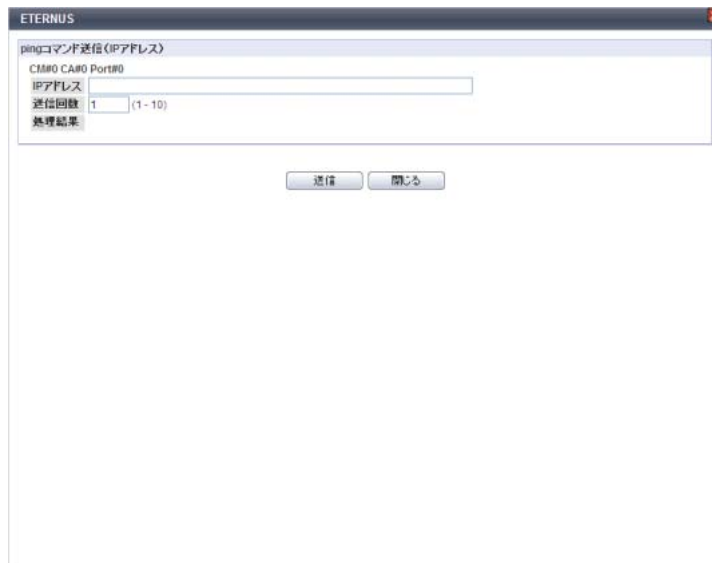 ETERNUS
pingコマンド送信(IPアドレス)
CM#0 CA#0 Port#0
IPアドレス
送信回数 1 (1 - 10)
処理結果
送信 閉じる